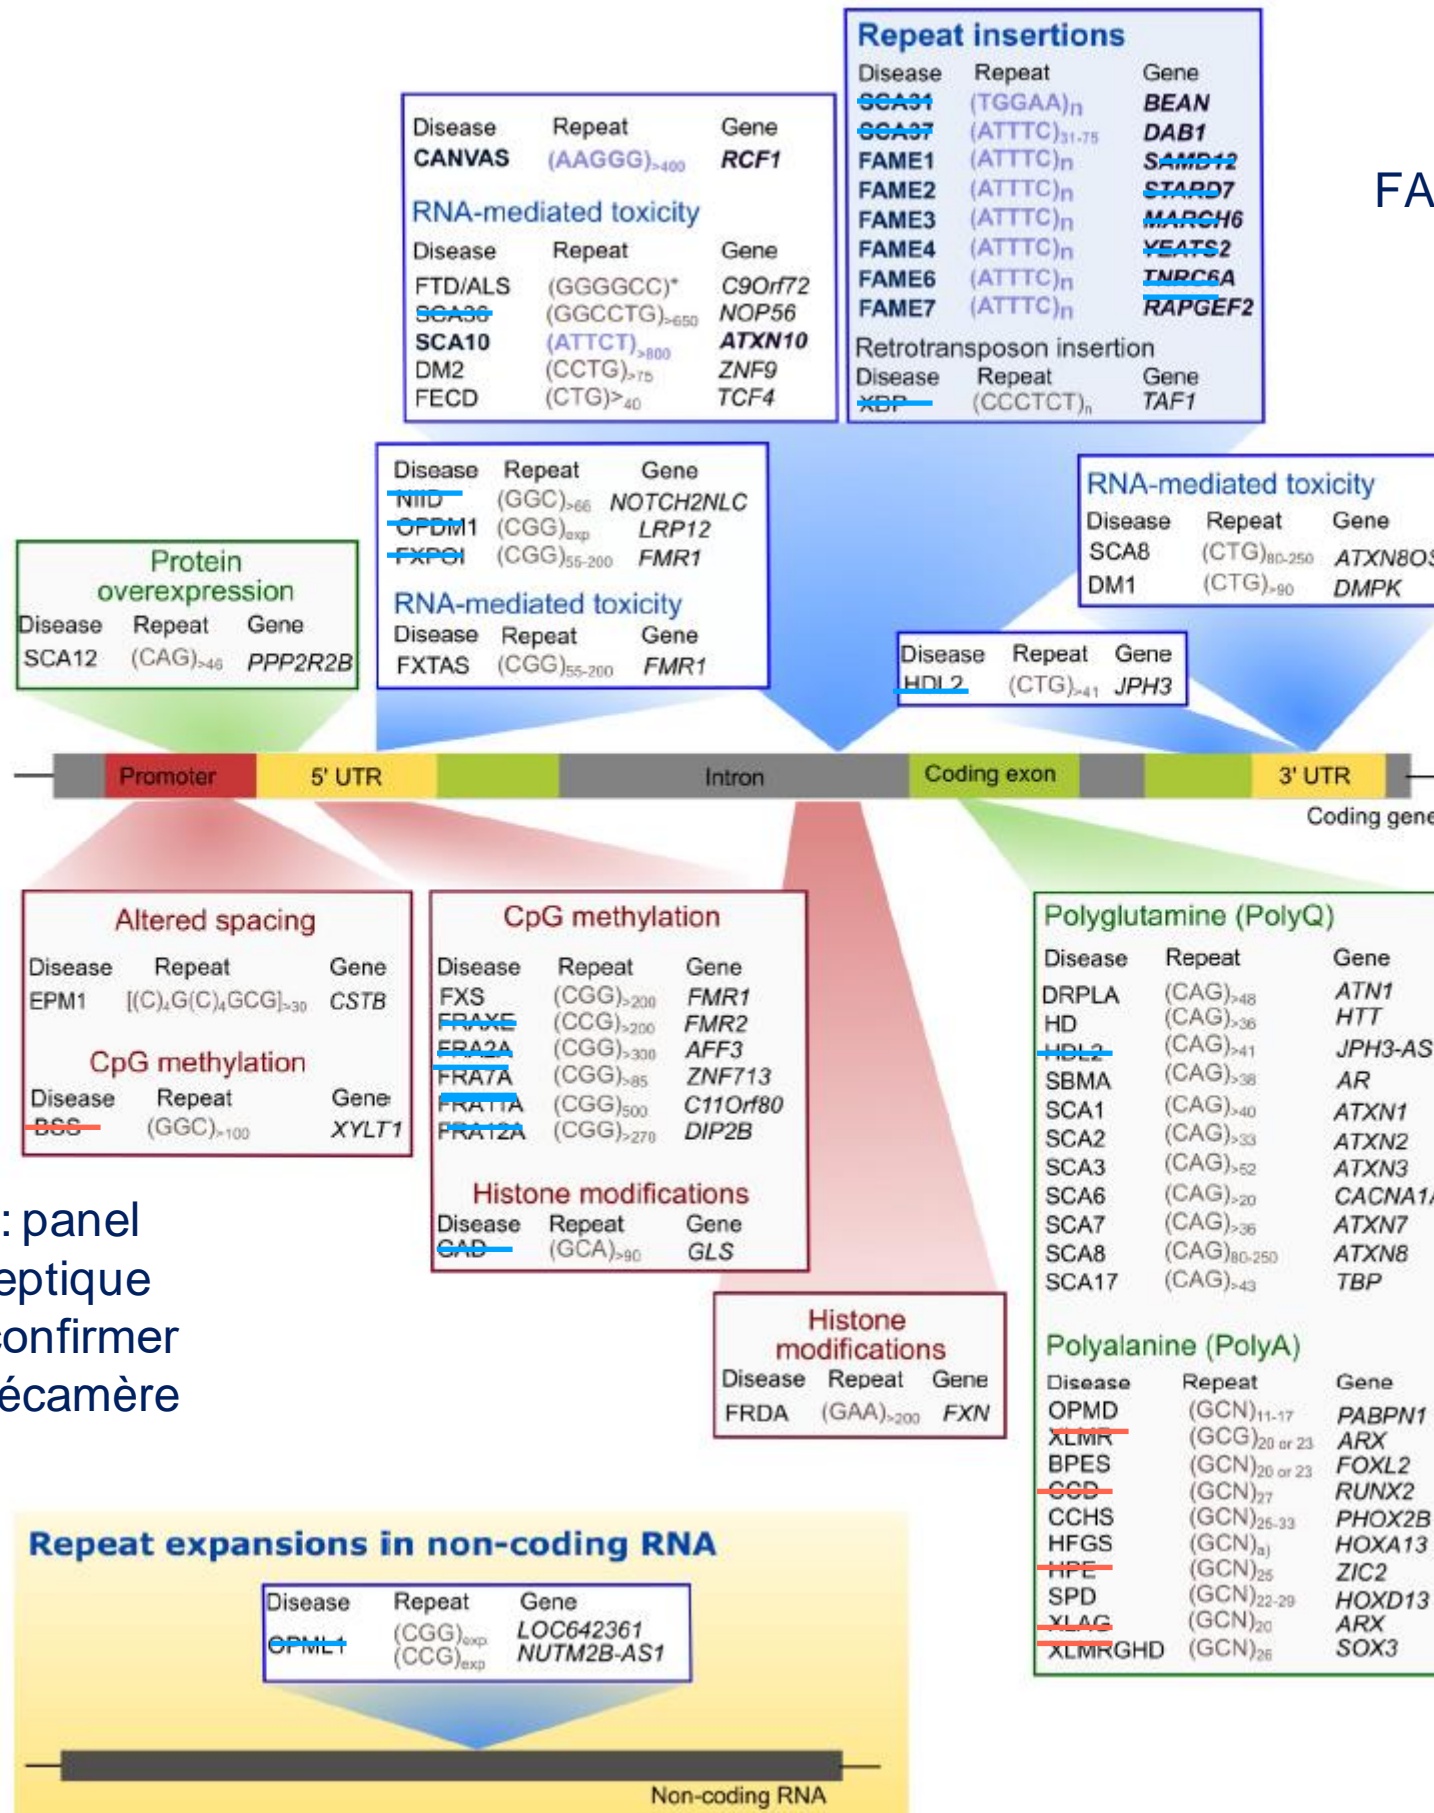 Repeat insertions
Disease Repeat Gene
SCA31 (TGGAA)n BEAN
SCA37 (ATTTC)31-75 DAB1
FAME1 (ATTTC)n SAMD12
FAME2 (ATTTC)n STARD7
FAME3 (ATTTC)n MARCH6
FAME4 (ATTTC)n YEATS2
FAME6 (ATTTC)n TNRC6A
FAME7 (ATTTC)n RAPGEF2
Retrotransposon insertion
Disease Repeat Gene
XDP (CCCTCT)n TAF1
FA
Disease Repeat Gene
CANVAS (AAGGG)>400 RCF1
RNA-mediated toxicity
Disease Repeat Gene
FTD/ALS (GGGGCC)* C9Orf72
SCA36 (GGCCTG)>650 NOP56
SCA10 (ATTCT)>800 ATXN10
DM2 (CCTG)>75 ZNF9
FECD (CTG)>40 TCF4
Disease Repeat Gene
NIID (GGC)>66 NOTCH2NLC
OPDM1 (CGG)exp LRP12
FXPOI (CGG)55-200 FMR1
RNA-mediated toxicity
Disease Repeat Gene
FXTAS (CGG)55-200 FMR1
RNA-mediated toxicity
Disease Repeat Gene
SCA8 (CTG)80-250 ATXN8OS
DM1 (CTG)>90 DMPK
Protein
overexpression
Disease Repeat Gene
SCA12 (CAG)>46 PPP2R2B
Disease Repeat Gene
HDL2 (CTG)>41 JPH3
Promoter 5' UTR Intron Coding exon 3' UTR
Coding gene
Altered spacing
Disease Repeat Gene
EPM1 [(C)4G(C)4GCG]>30 CSTB
CpG methylation
Disease Repeat Gene
BSS (GGC)>100 XYLT1
CpG methylation
Disease Repeat Gene
FXS (CGG)>200 FMR1
FRAXE (CCG)>200 FMR2
FRA2A (CGG)>300 AFF3
FRA7A (CGG)>85 ZNF713
FRA11A (CGG)500 C11Orf80
FRA12A (CGG)>270 DIP2B
Histone modifications
Disease Repeat Gene
GAD (GCA)>90 GLS
Histone
modifications
Disease Repeat Gene
FRDA (GAA)>200 FXN
Polyglutamine (PolyQ)
Disease Repeat Gene
DRPLA (CAG)>48 ATN1
HD (CAG)>36 HTT
HDL2 (CAG)>41 JPH3-AS
SBMA (CAG)>38 AR
SCA1 (CAG)>40 ATXN1
SCA2 (CAG)>33 ATXN2
SCA3 (CAG)>52 ATXN3
SCA6 (CAG)>20 CACNA1A
SCA7 (CAG)>36 ATXN7
SCA8 (CAG)80-250 ATXN8
SCA17 (CAG)>43 TBP
Polyalanine (PolyA)
Disease Repeat Gene
OPMD (GCN)11-17 PABPN1
XLMR (GCG)20 or 23 ARX
BPES (GCN)20 or 23 FOXL2
CCD (GCN)27 RUNX2
CCHS (GCN)25-33 PHOX2B
HFGS (GCN)a) HOXA13
HPE (GCN)25 ZIC2
SPD (GCN)22-29 HOXD13
XLAG (GCN)20 ARX
XLMRGHD (GCN)26 SOX3
: panel
eptique
confirmer
écamère
Repeat expansions in non-coding RNA
Disease Repeat Gene
OPML1 (CGG)exp LOC642361
(CCG)exp NUTM2B-AS1
Non-coding RNA